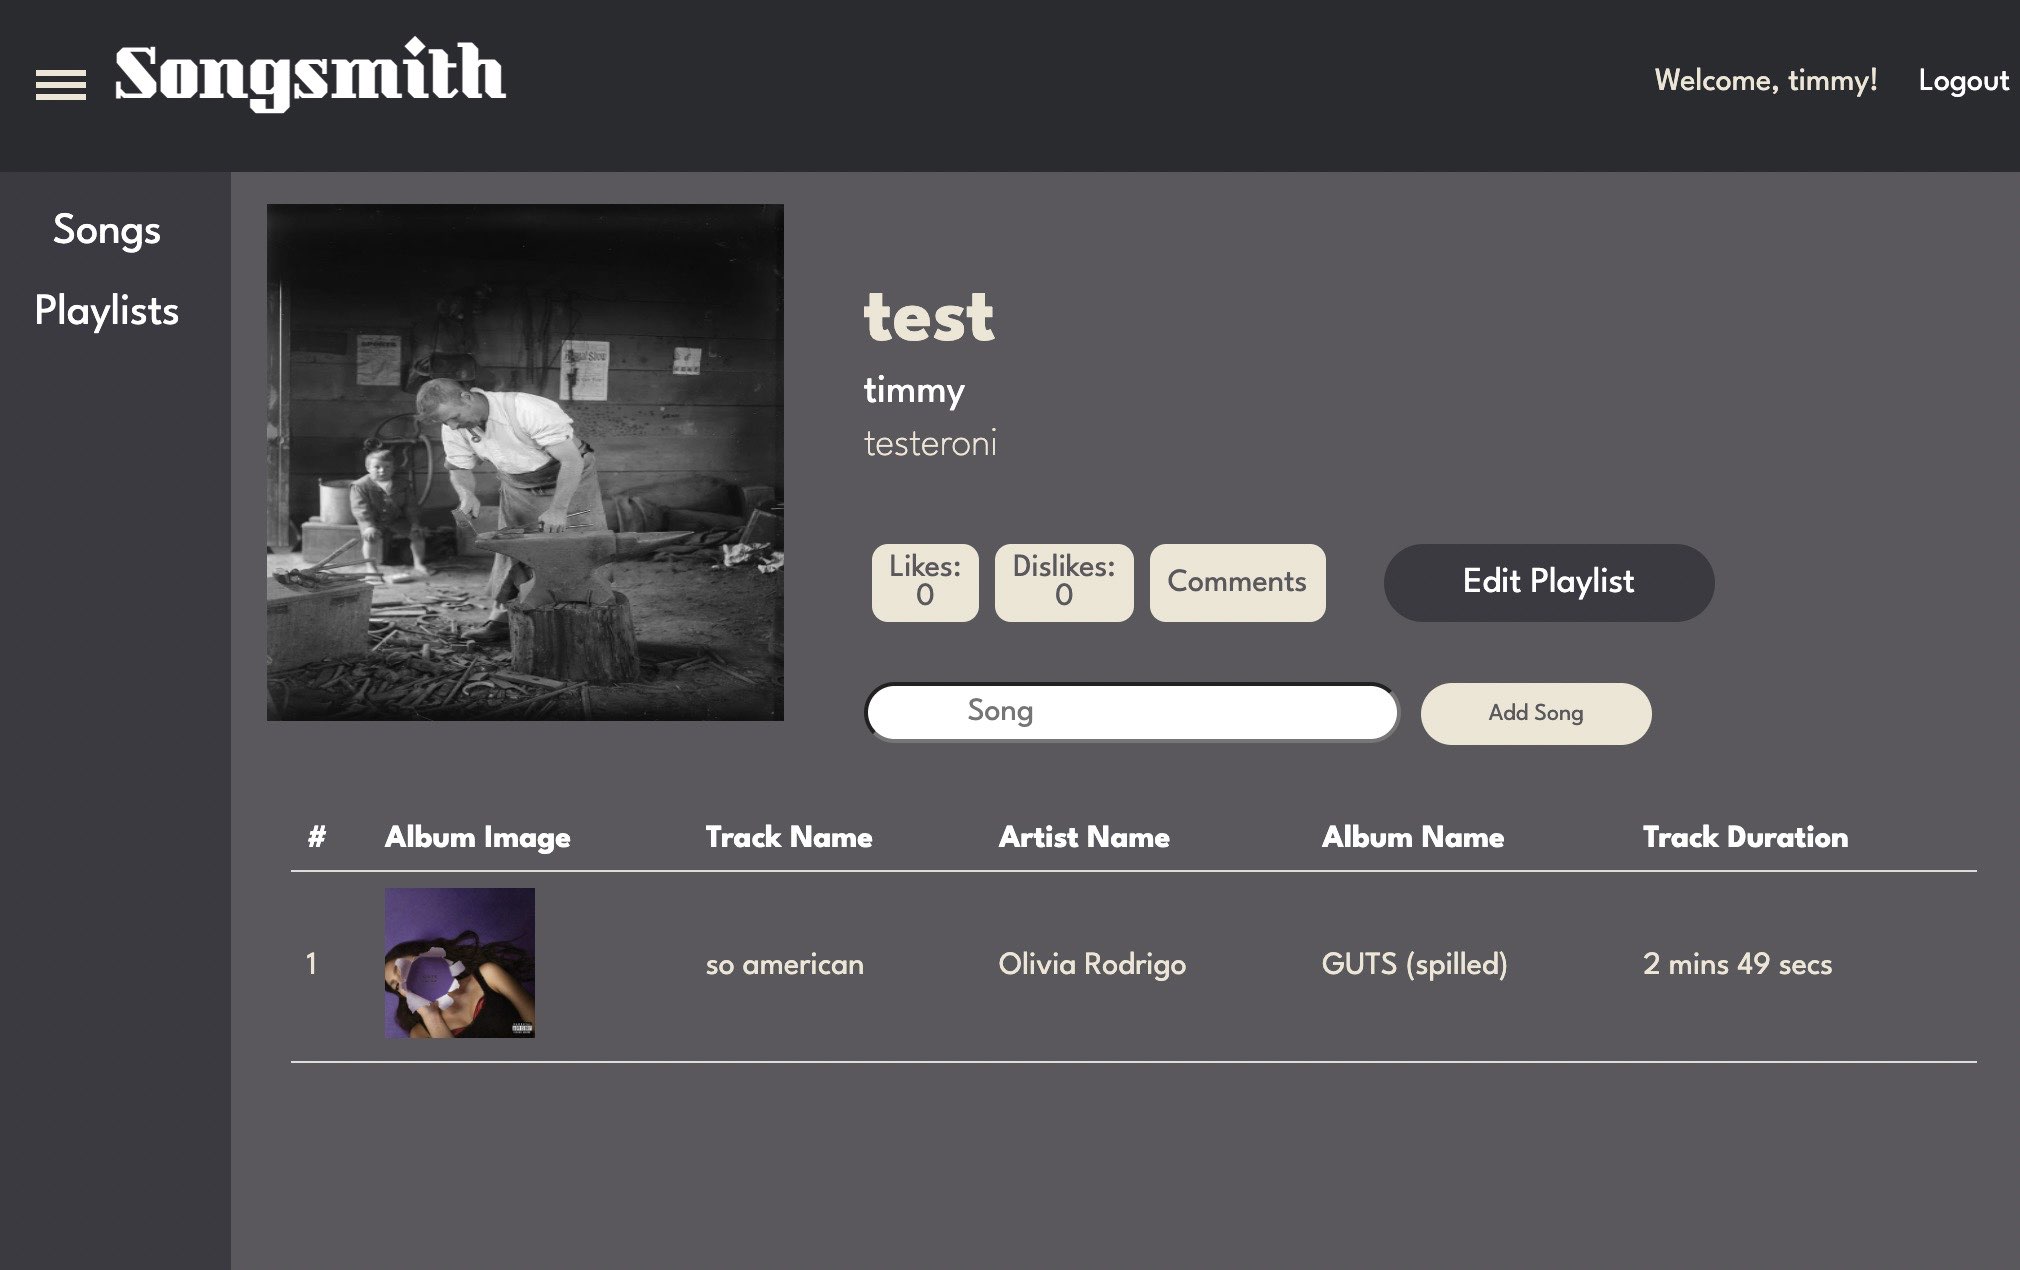 Songsmith
Welcome, timmy! Logout
Songs
Playlists
test
timmy
testeroni
Likes:
0
Dislikes:
0
Comments
Edit Playlist
Song
Add Song
# Album Image Track Name Artist Name Album Name Track Duration
1 so american Olivia Rodrigo GUTS (spilled) 2 mins 49 secs